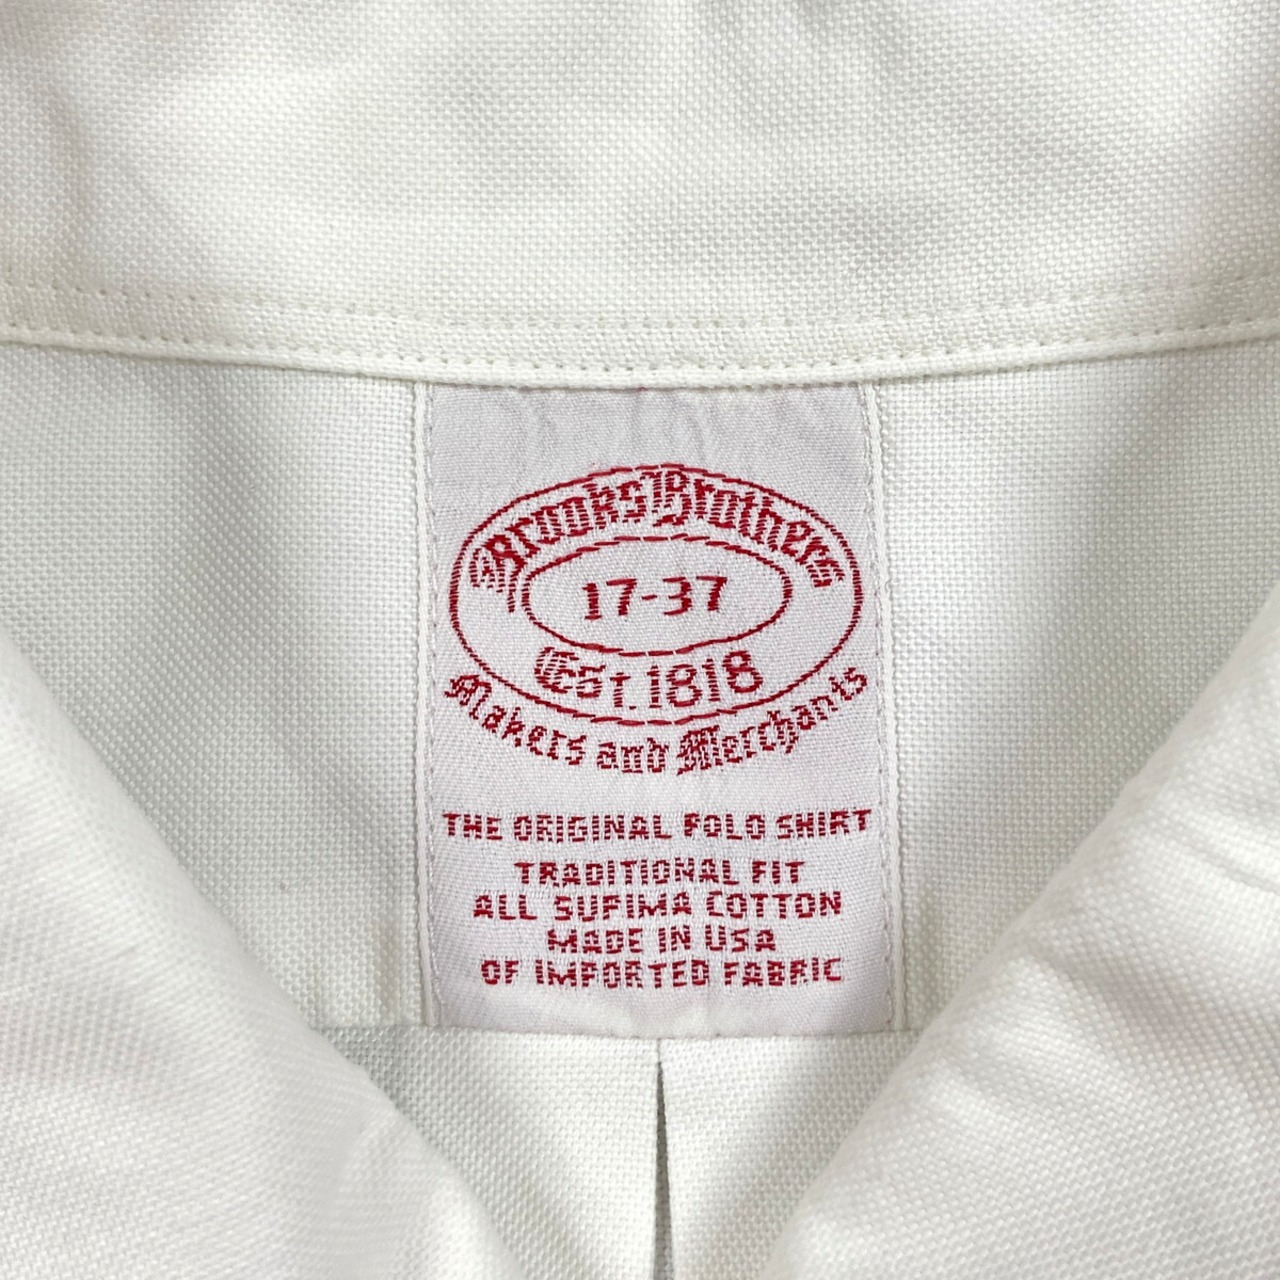 Brooks Brothers
17-37
Est. 1818
Makers and Merchants
THE ORIGINAL POLO SHIRT
TRADITIONAL FIT
ALL SUPIMA COTTON
MADE IN USA
OF IMPORTED FABRIC